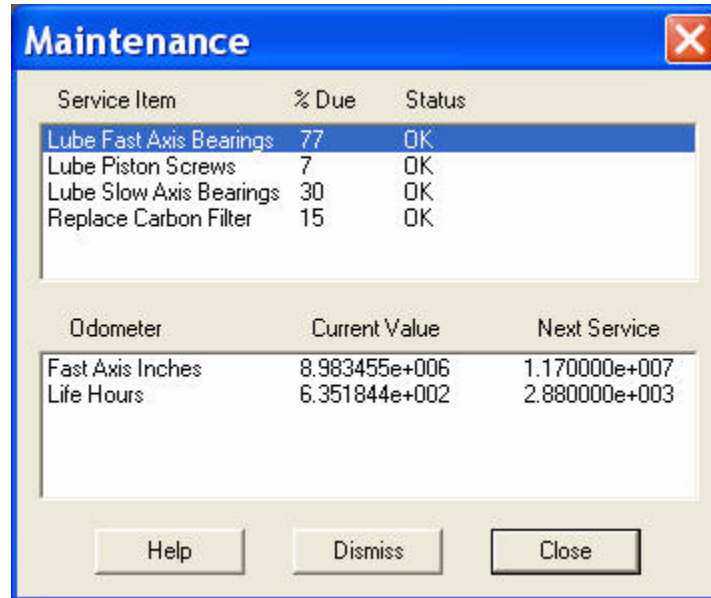 Maintenance
Service Item % Due Status
Lube Fast Axis Bearings 77 OK
Lube Piston Screws 7 OK
Lube Slow Axis Bearings 30 OK
Replace Carbon Filter 15 OK
Odometer Current Value Next Service
Fast Axis Inches 8.983455e+006 1.170000e+007
Life Hours 6.351844e+002 2.880000e+003
Help Dismiss Close